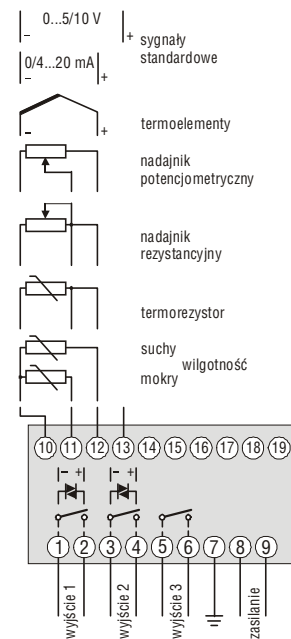 0...5/10 V
- +
sygnały
standardowe
0/4...20 mA
- +
- +
termoelementy
nadajnik
potencjometryczny
nadajnik
rezystancyjny
termorezystor
suchy
wilgotność
mokry
10 11 12 13 14 15 16 17 18 19
- + - +
1 2 3 4 5 6 7 8 9
wyjście 1
wyjście 2
wyjście 3
zasilanie